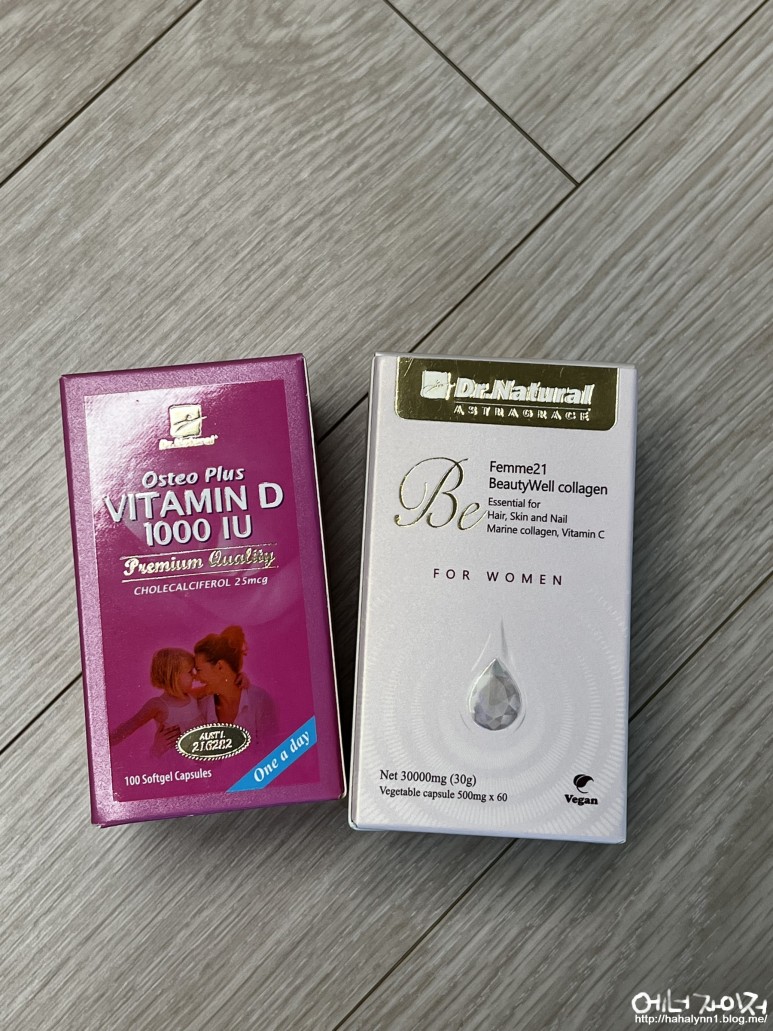 Dr.Natural
Osteo Plus
VITAMIN D
1000 IU
Premium Quality
CHOLECALCIFEROL 25mcg
100 Softgel Capsules
One a day
Dr.Natural
ASTRAGRACE
Be
Femme21
BeautyWell collagen
Essential for
Hair, Skin and Nail
Marine collagen, Vitamin C
FOR WOMEN
Net 30000mg (30g)
Vegetable capsule 500mg x 60
Vegan
http://hahalynn1.blog.me/